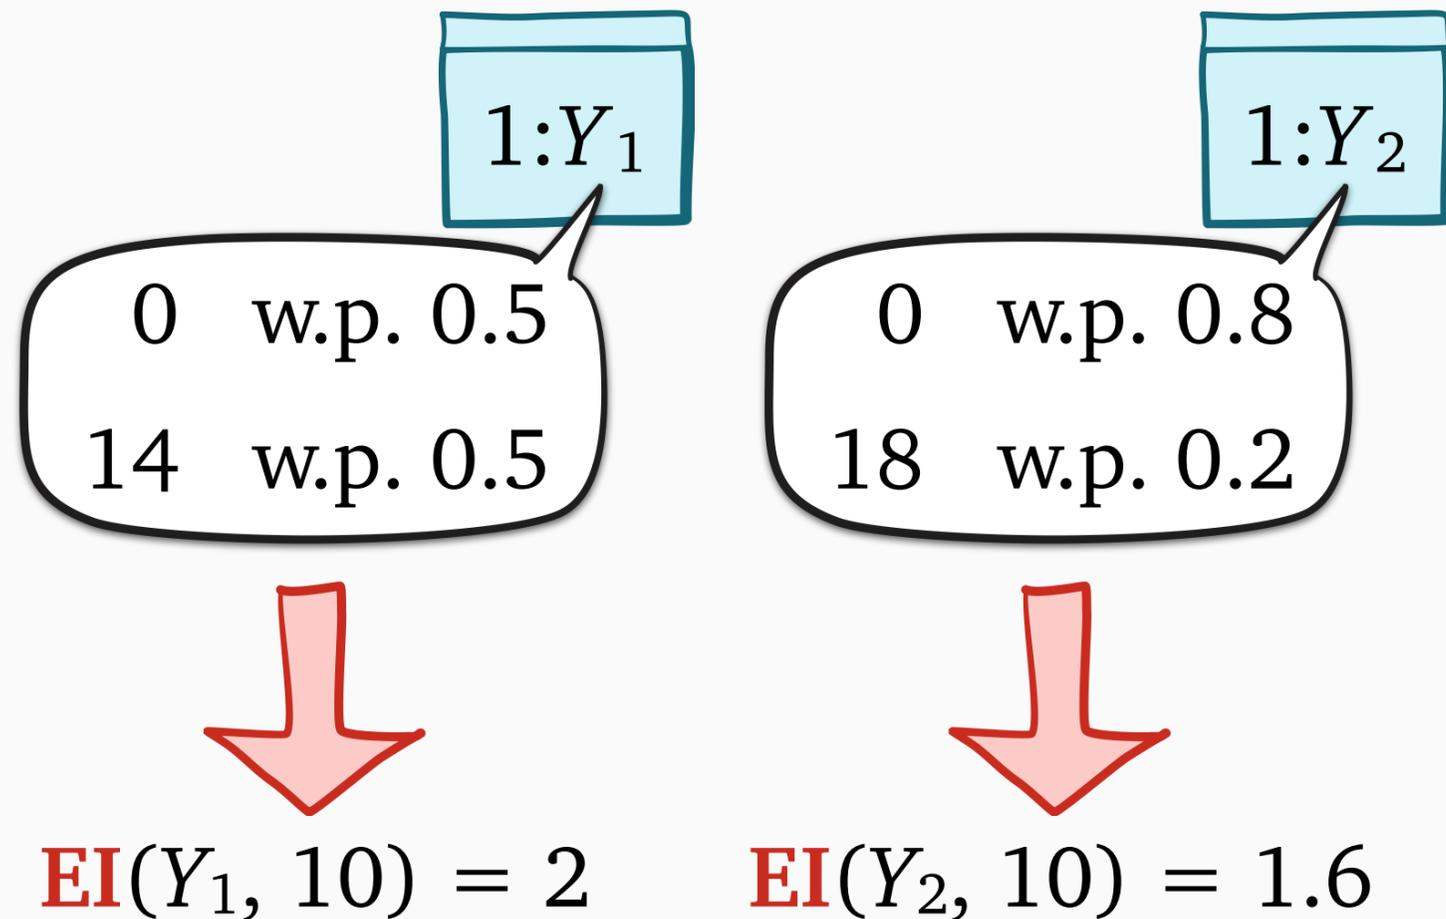 1:Y₁
0 w.p. 0.5
14 w.p. 0.5
EI(Y₁, 10) = 2
1:Y₂
0 w.p. 0.8
18 w.p. 0.2
EI(Y₂, 10) = 1.6